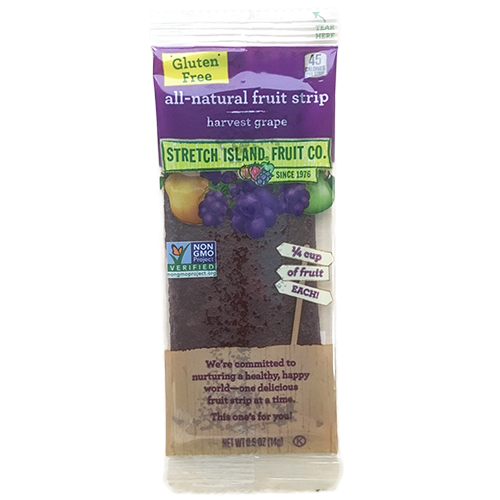 TEAR
HERE
Gluten
Free
45
all-natural fruit strip
harvest grape
STRETCH ISLAND FRUIT CO.
SINCE 1976
NON
GMO
Project
VERIFIED
nongmoproject.org
1/4 cup
of fruit
EACH!
We're committed to
nurturing a healthy, happy
world—one delicious
fruit strip at a time.
This one's for you!
NET WT 0.5 OZ (14g)
K